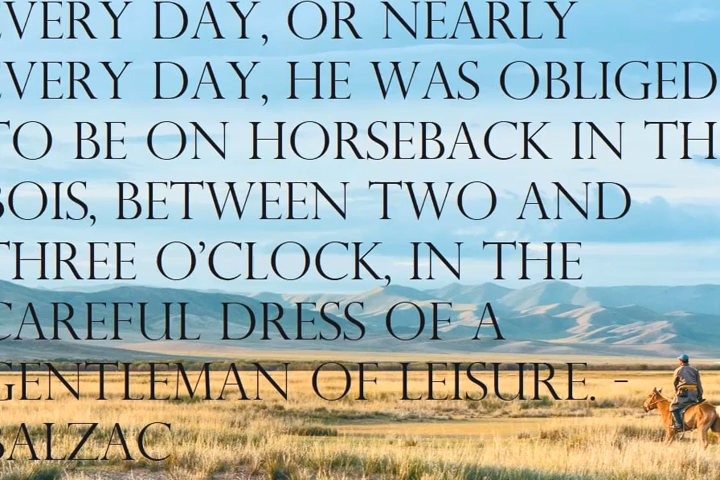 EVERY DAY, OR NEARLY
EVERY DAY, HE WAS OBLIGED
TO BE ON HORSEBACK IN TH
BOIS, BETWEEN TWO AND
THREE O’CLOCK, IN THE
CAREFUL DRESS OF A
GENTLEMAN OF LEISURE. -
BALZAC